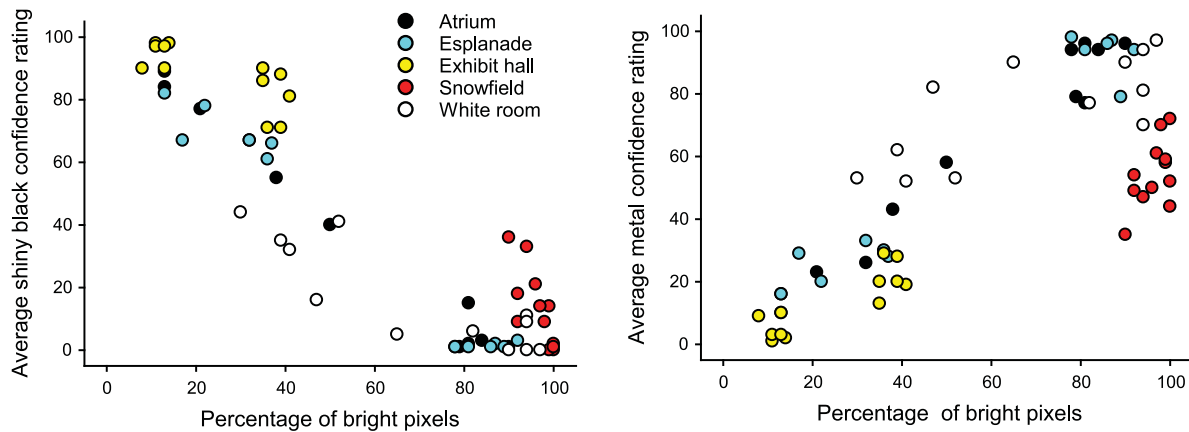 Average shiny black confidence rating
100
80
60
40
20
0
0 20 40 60 80 100
Percentage of bright pixels
Atrium
Esplanade
Exhibit hall
Snowfield
White room
Average metal confidence rating
100
80
60
40
20
0
0 20 40 60 80 100
Percentage of bright pixels